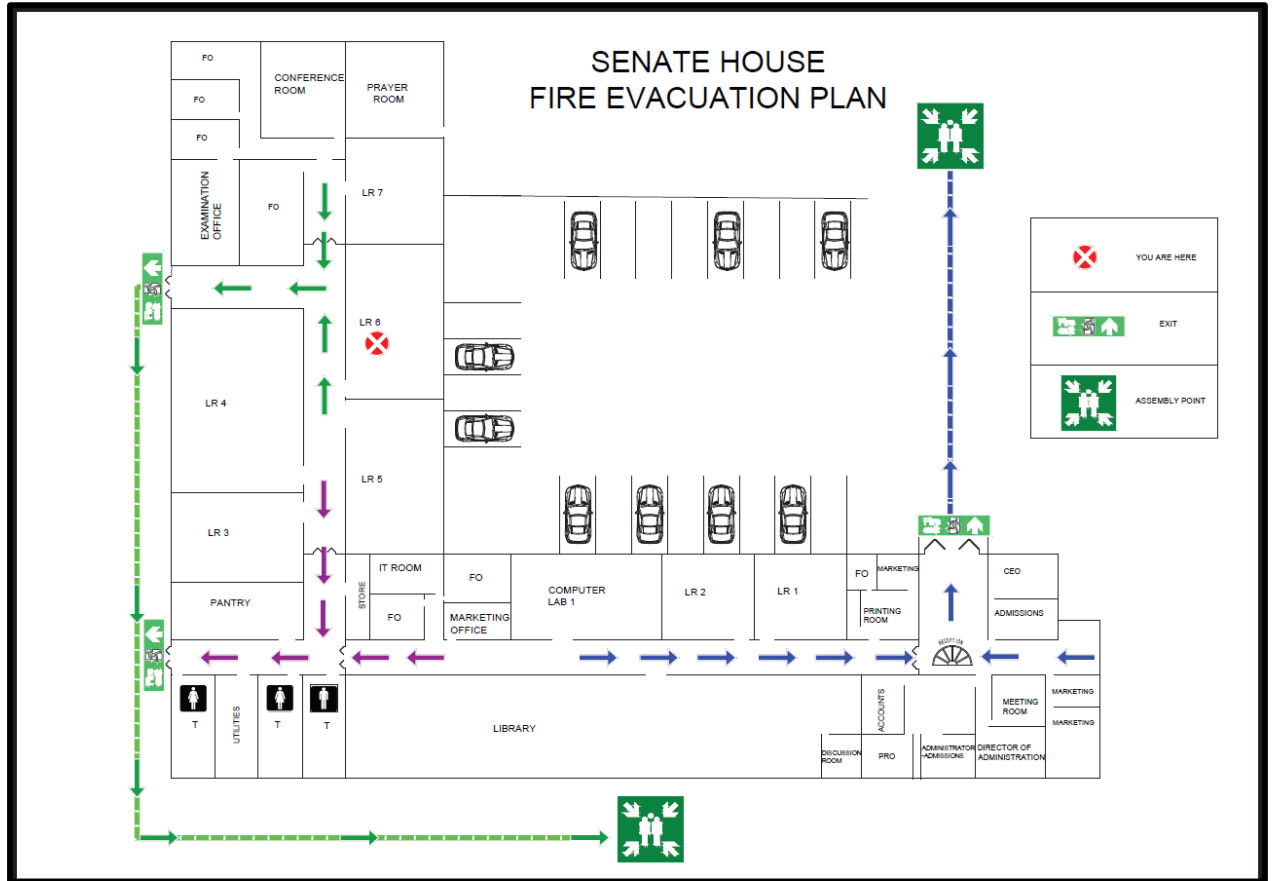 SENATE HOUSE
FIRE EVACUATION PLAN
FO
CONFERENCE
ROOM
PRAYER
ROOM
FO
FO
EXAMINATION
OFFICE
FO
LR 7
LR 6
LR 4
LR 5
LR 3
PANTRY
STORE
IT ROOM
FO
FO
MARKETING
OFFICE
COMPUTER
LAB 1
LR 2
LR 1
FO
MARKETING
PRINTING
ROOM
CEO
ADMISSIONS
RECEPTION
T
UTILITIES
T
T
LIBRARY
ACCOUNTS
DISCUSSION
ROOM
PRO
ADMINISTRATOR
-ADMISSIONS
DIRECTOR OF
ADMINISTRATION
MEETING
ROOM
MARKETING
MARKETING
YOU ARE HERE
EXIT
ASSEMBLY POINT